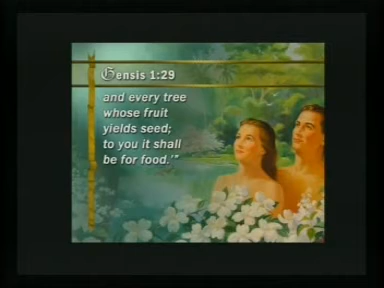 Gensis 1:29
and every tree
whose fruit
yields seed;
to you it shall
be for food.'"